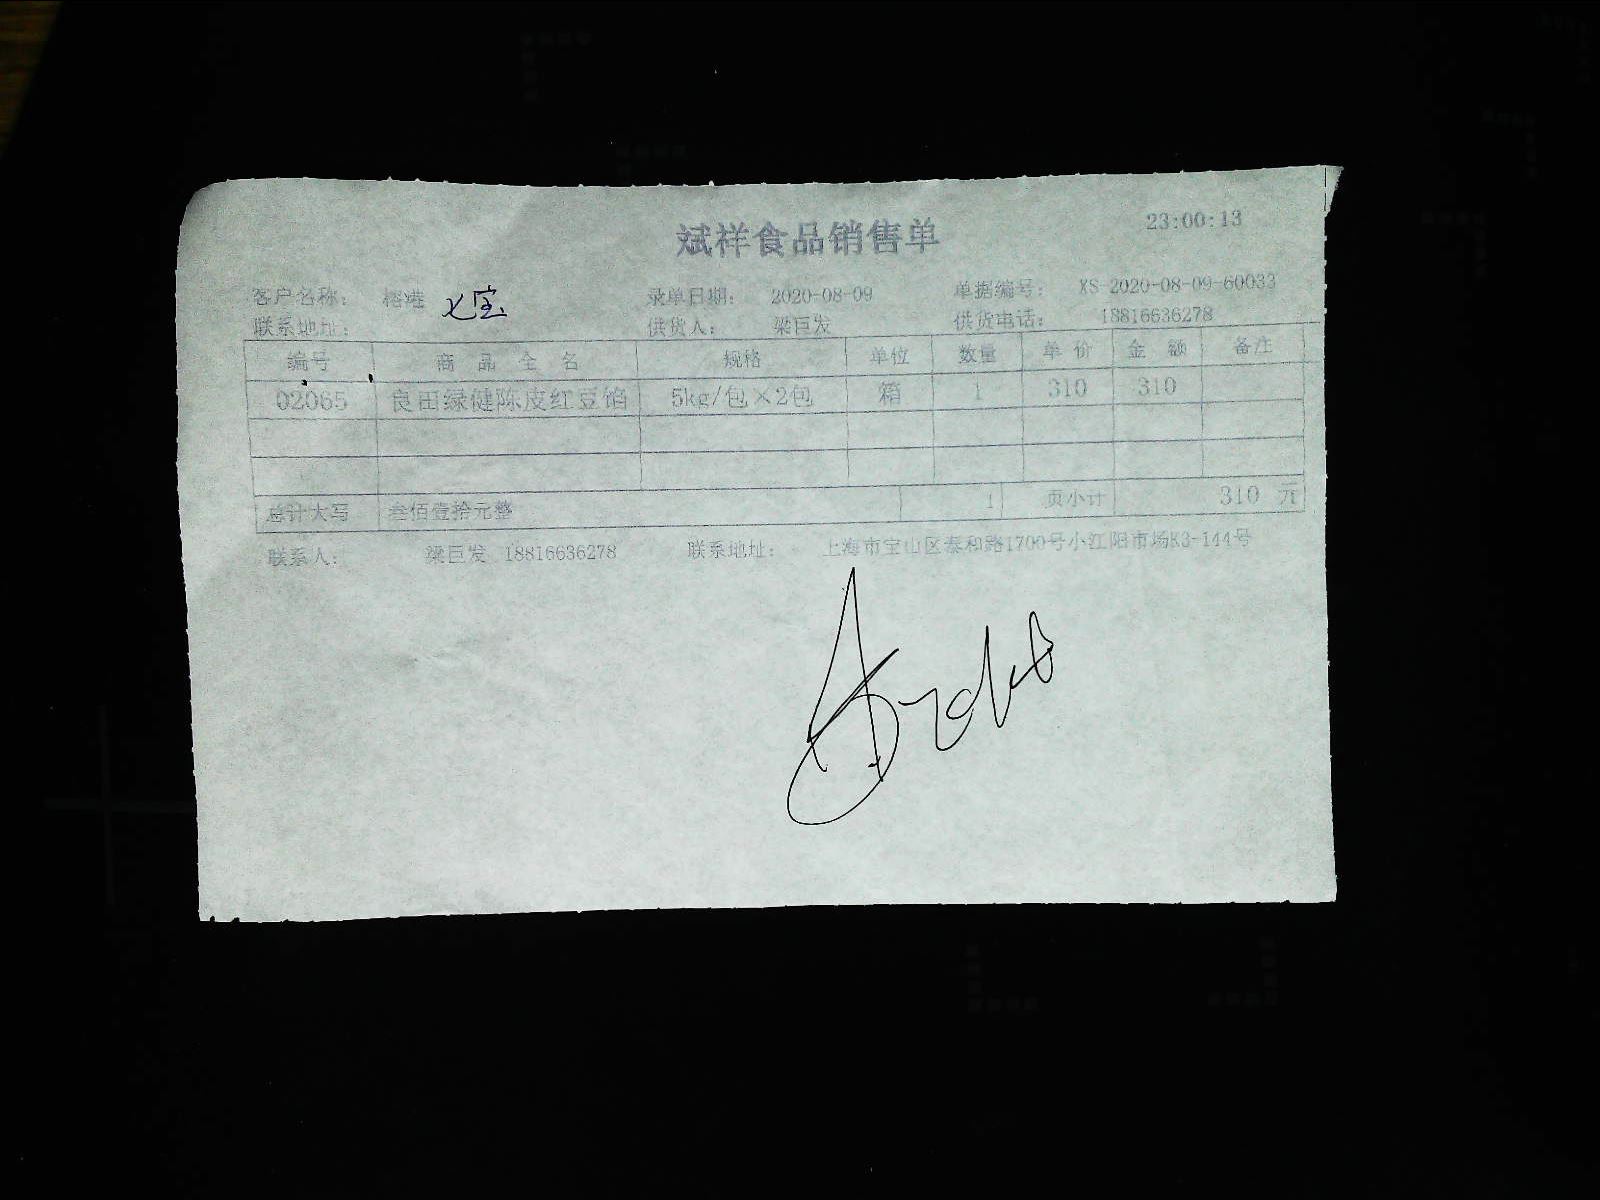 斌祥食品销售单 23:00:13
客户名称: 榕港 七宝 录单日期: 2020-08-09 单据编号: XS-2020-08-09-60033
联系地址: 供货人: 梁巨发 供货电话: 18816636278
编号 商品全名 规格 单位 数量 单价 金额 备注
02065 良田绿健陈皮红豆馅 5kg/包×2包 箱 1 310 310
总计大写 叁佰壹拾元整 1 页小计 310 元
联系人: 梁巨发 18816636278 联系地址: 上海市宝山区泰和路1700号小江阳市场K3-144号